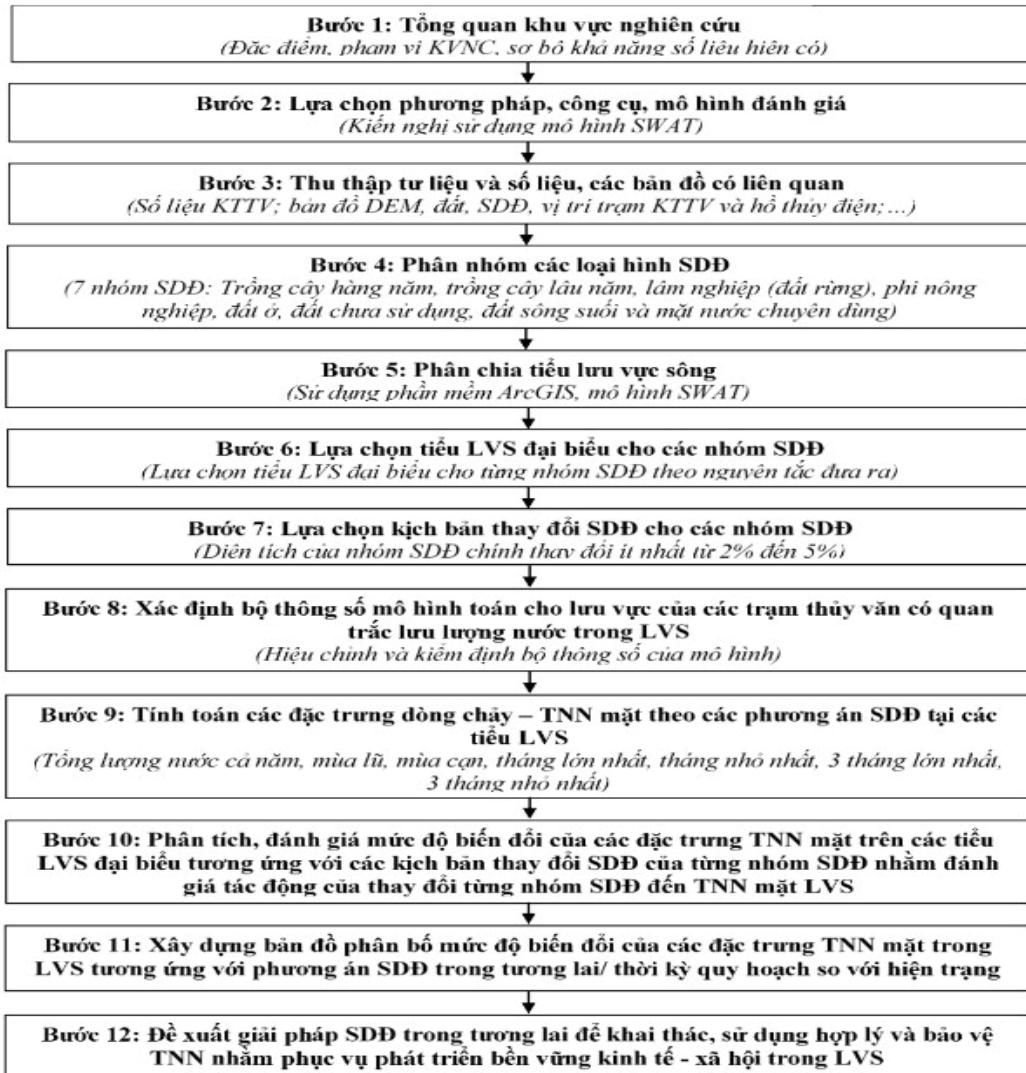 Bước 1: Tổng quan khu vực nghiên cứu
(Đặc điểm, phạm vi KVNC, sơ bộ khả năng số liệu hiện có)
Bước 2: Lựa chọn phương pháp, công cụ, mô hình đánh giá
(Kiến nghị sử dụng mô hình SWAT)
Bước 3: Thu thập tư liệu và số liệu, các bản đồ có liên quan
(Số liệu KTTV; bản đồ DEM, đất, SDĐ, vị trí trạm KTTV và hồ thủy điện;...)
Bước 4: Phân nhóm các loại hình SDĐ
(7 nhóm SDĐ: Trồng cây hàng năm, trồng cây lâu năm, lâm nghiệp (đất rừng), phi nông
nghiệp, đất ở, đất chưa sử dụng, đất sông suối và mặt nước chuyên dùng)
Bước 5: Phân chia tiểu lưu vực sông
(Sử dụng phần mềm ArcGIS, mô hình SWAT)
Bước 6: Lựa chọn tiểu LVS đại biểu cho các nhóm SDĐ
(Lựa chọn tiểu LVS đại biểu cho từng nhóm SDĐ theo nguyên tắc đưa ra)
Bước 7: Lựa chọn kịch bản thay đổi SDĐ cho các nhóm SDĐ
(Diện tích của nhóm SDĐ chính thay đổi ít nhất từ 2% đến 5%)
Bước 8: Xác định bộ thông số mô hình toán cho lưu vực của các trạm thủy văn có quan
trắc lưu lượng nước trong LVS
(Hiệu chỉnh và kiểm định bộ thông số của mô hình)
Bước 9: Tính toán các đặc trưng dòng chảy – TNN mặt theo các phương án SDĐ tại các
tiểu LVS
(Tổng lượng nước cả năm, mùa lũ, mùa cạn, tháng lớn nhất, tháng nhỏ nhất, 3 tháng lớn nhất,
3 tháng nhỏ nhất)
Bước 10: Phân tích, đánh giá mức độ biến đổi của các đặc trưng TNN mặt trên các tiểu
LVS đại biểu tương ứng với các kịch bản thay đổi SDĐ của từng nhóm SDĐ nhằm đánh
giá tác động của thay đổi từng nhóm SDĐ đến TNN mặt LVS
Bước 11: Xây dựng bản đồ phân bố mức độ biến đổi của các đặc trưng TNN mặt trong
LVS tương ứng với phương án SDĐ trong tương lai/ thời kỳ quy hoạch so với hiện trạng
Bước 12: Đề xuất giải pháp SDĐ trong tương lai để khai thác, sử dụng hợp lý và bảo vệ
TNN nhằm phục vụ phát triển bền vững kinh tế - xã hội trong LVS